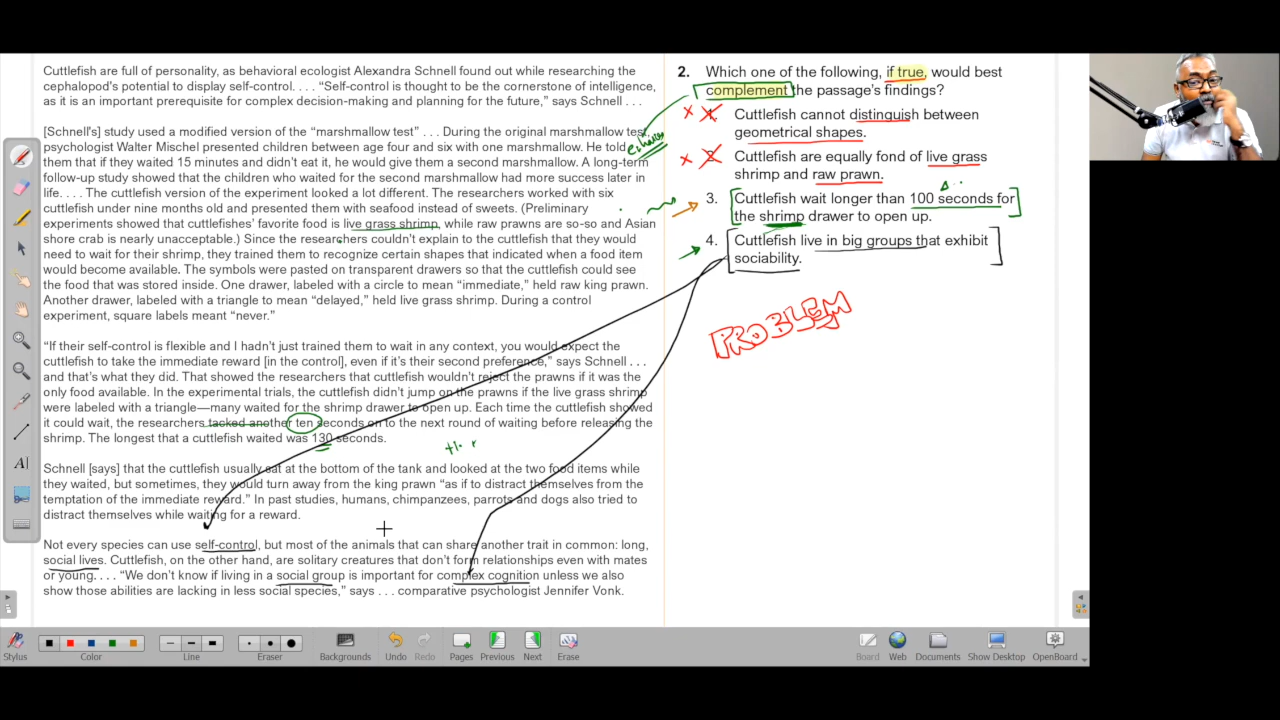 Cuttlefish are full of personality, as behavioral ecologist Alexandra Schnell found out while researching the
cephalopod's potential to display self-control. . . . “Self-control is thought to be the cornerstone of intelligence,
as it is an important prerequisite for complex decision-making and planning for the future,” says Schnell . . .
[Schnell's] study used a modified version of the “marshmallow test” . . . During the original marshmallow test,
psychologist Walter Mischel presented children between age four and six with one marshmallow. He told
them that if they waited 15 minutes and didn't eat it, he would give them a second marshmallow. A long-term
follow-up study showed that the children who waited for the second marshmallow had more success later in
life. . . . The cuttlefish version of the experiment looked a lot different. The researchers worked with six
cuttlefish under nine months old and presented them with seafood instead of sweets. (Preliminary
experiments showed that cuttlefishes' favorite food is live grass shrimp, while raw prawns are so-so and Asian
shore crab is nearly unacceptable.) Since the researchers couldn't explain to the cuttlefish that they would
need to wait for their shrimp, they trained them to recognize certain shapes that indicated when a food item
would become available. The symbols were pasted on transparent drawers so that the cuttlefish could see
the food that was stored inside. One drawer, labeled with a circle to mean “immediate,” held raw king prawn.
Another drawer, labeled with a triangle to mean “delayed,” held live grass shrimp. During a control
experiment, square labels meant “never.”
“If their self-control is flexible and I hadn't just trained them to wait in any context, you would expect the
cuttlefish to take the immediate reward [in the control], even if it's their second preference,” says Schnell . . .
and that's what they did. That showed the researchers that cuttlefish wouldn't reject the prawns if it was the
only food available. In the experimental trials, the cuttlefish didn't jump on the prawns if the live grass shrimp
were labeled with a triangle—many waited for the shrimp drawer to open up. Each time the cuttlefish showed
it could wait, the researchers tacked another ten seconds on to the next round of waiting before releasing the
shrimp. The longest that a cuttlefish waited was 130 seconds.
Schnell [says] that the cuttlefish usually sat at the bottom of the tank and looked at the two food items while
they waited, but sometimes, they would turn away from the king prawn “as if to distract themselves from the
temptation of the immediate reward.” In past studies, humans, chimpanzees, parrots and dogs also tried to
distract themselves while waiting for a reward.
Not every species can use self-control, but most of the animals that can share another trait in common: long,
social lives. Cuttlefish, on the other hand, are solitary creatures that don't form relationships even with mates
or young. . . . “We don't know if living in a social group is important for complex cognition unless we also
show those abilities are lacking in less social species,” says . . . comparative psychologist Jennifer Vonk.
2. Which one of the following, if true, would best
complement the passage's findings?
Cuttlefish cannot distinguish between
geometrical shapes.
Cuttlefish are equally fond of live grass
shrimp and raw prawn.
3. Cuttlefish wait longer than 100 seconds for
the shrimp drawer to open up.
4. Cuttlefish live in big groups that exhibit
sociability.
PROBLEM
Stylus
Color
Line
Eraser
Backgrounds
Undo
Redo
Pages
Previous
Next
Erase
Board
Web
Documents
Show Desktop
OpenBoard